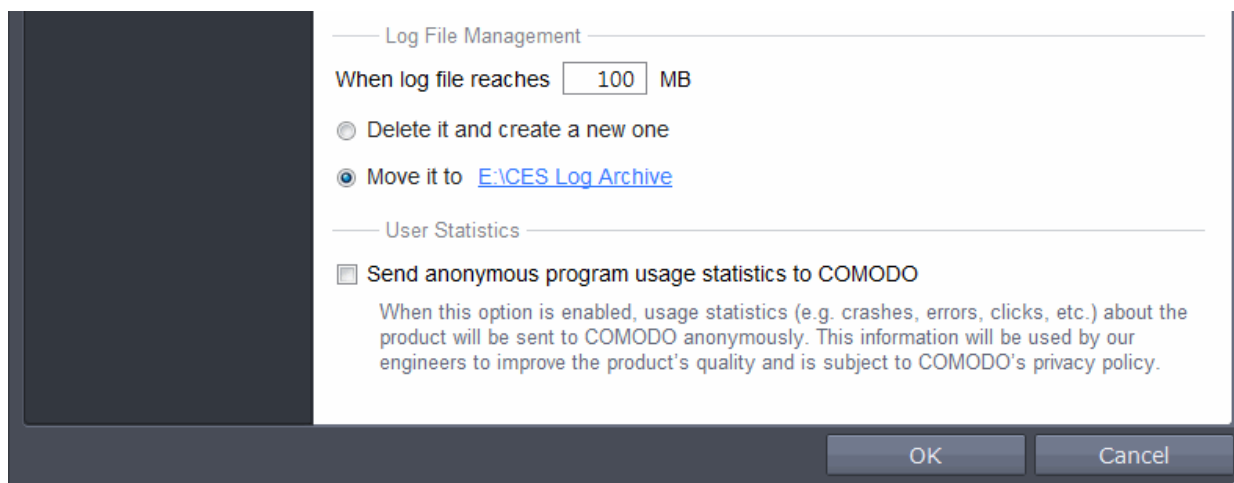 Log File Management
When log file reaches 100 MB
Delete it and create a new one
Move it to E:\CES Log Archive
User Statistics
Send anonymous program usage statistics to COMODO
When this option is enabled, usage statistics (e.g. crashes, errors, clicks, etc.) about the
product will be sent to COMODO anonymously. This information will be used by our
engineers to improve the product's quality and is subject to COMODO's privacy policy.
OK Cancel